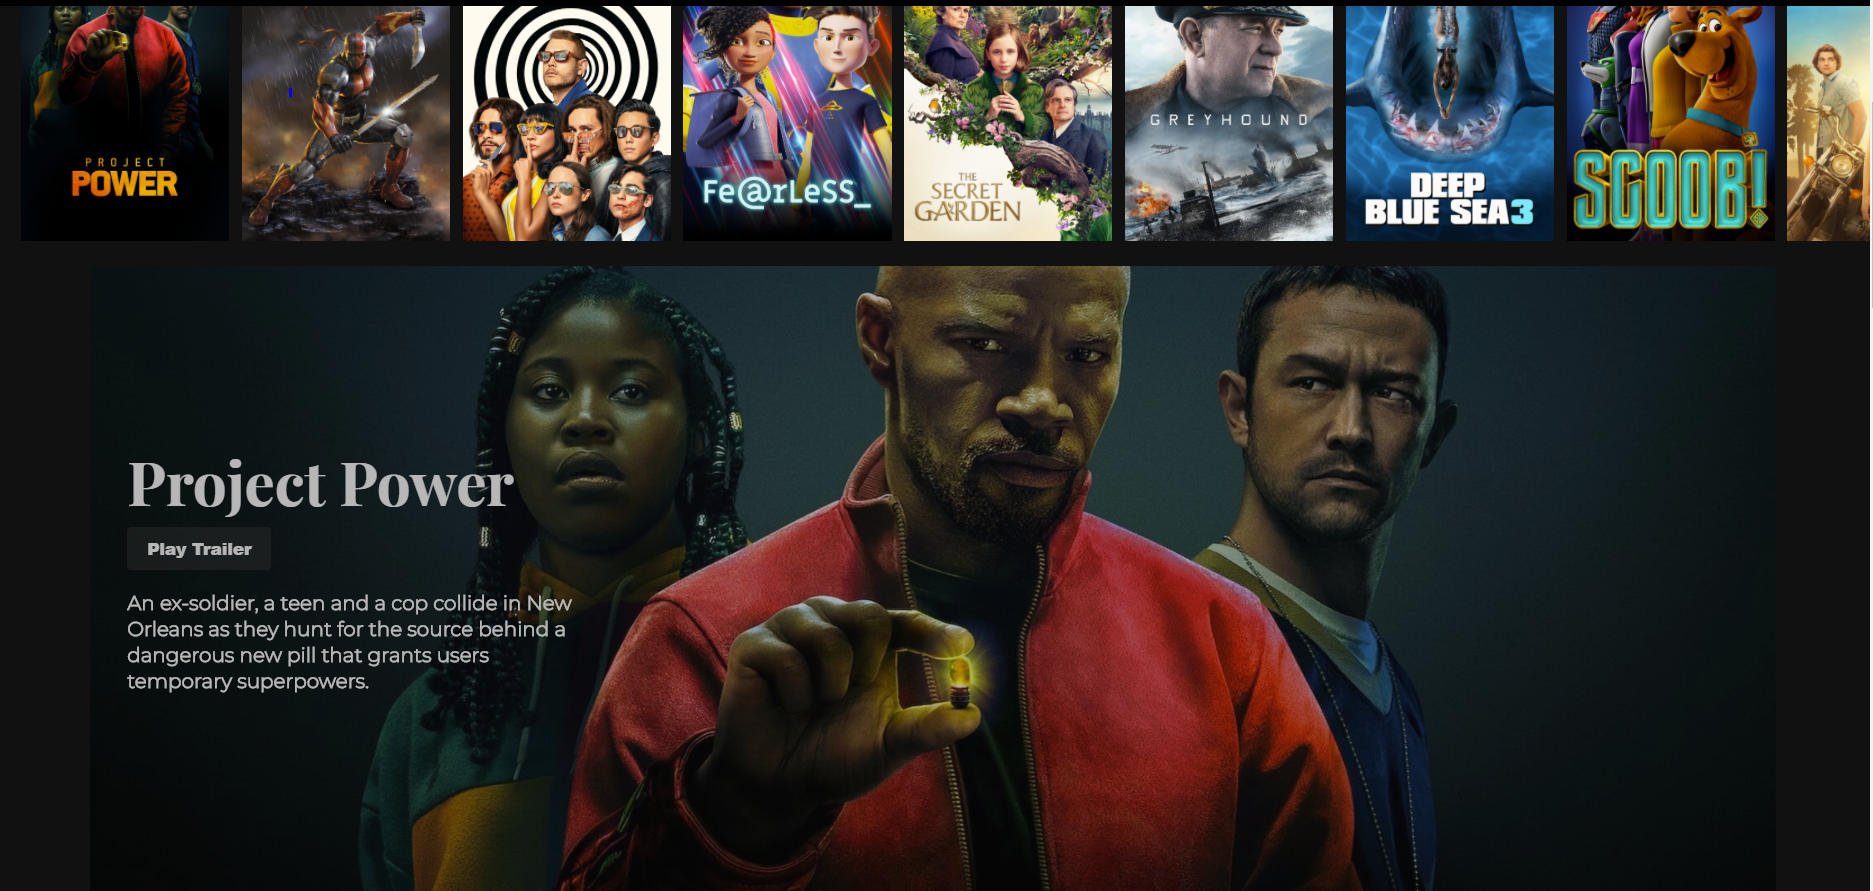 PROJECT
POWER
Fe@rLeSS_
THE
SECRET
GARDEN
GREYHOUND
DEEP
BLUE SEA 3
SCOOB!
Project Power
Play Trailer
An ex-soldier, a teen and a cop collide in New
Orleans as they hunt for the source behind a
dangerous new pill that grants users
temporary superpowers.